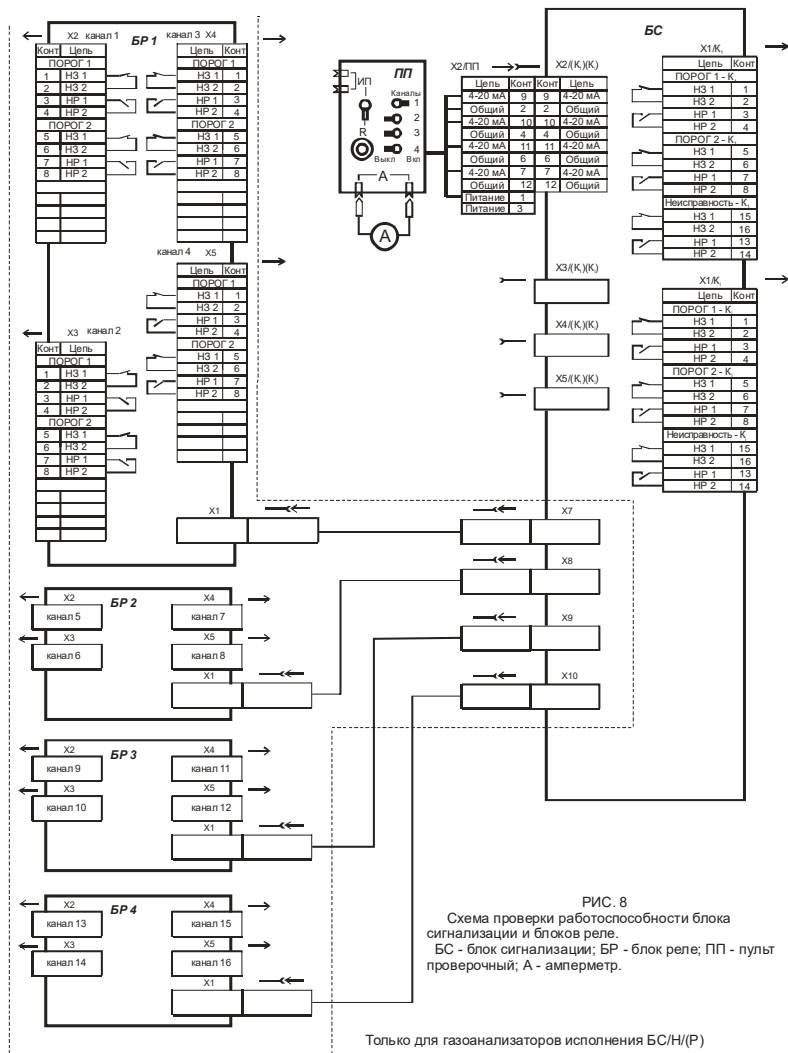 X2 канал 1
БР 1
канал 3 X4
Конт Цепь
ПОРОГ 1
1 НЗ 1
2 НЗ 2
3 НР 1
4 НР 2
ПОРОГ 2
5 НЗ 1
6 НЗ 2
7 НР 1
8 НР 2
Цепь Конт
ПОРОГ 1
НЗ 1 1
НЗ 2 2
НР 1 3
НР 2 4
ПОРОГ 2
НЗ 1 5
НЗ 2 6
НР 1 7
НР 2 8
канал 4 X5
Цепь Конт
ПОРОГ 1
НЗ 1 1
НЗ 2 2
НР 1 3
НР 2 4
ПОРОГ 2
НЗ 1 5
НЗ 2 6
НР 1 7
НР 2 8
X3 канал 2
Конт Цепь
ПОРОГ 1
1 НЗ 1
2 НЗ 2
3 НР 1
4 НР 2
ПОРОГ 2
5 НЗ 1
6 НЗ 2
7 НР 1
8 НР 2
X1
ПП
ИП
Каналы
1
2
3
4
R
Выкл Вкл
А
А
БС
X2/ПП
X2/(К,)(К,)
Цепь Конт Конт Цепь
4-20 мА 9 9 4-20 мА
Общий 2 2 Общий
4-20 мА 10 10 4-20 мА
Общий 4 4 Общий
4-20 мА 11 11 4-20 мА
Общий 6 6 Общий
4-20 мА 7 7 4-20 мА
Общий 12 12 Общий
Питание 1
Питание 3
X3/(К,)(К,)
X4/(К,)(К,)
X5/(К,)(К,)
X1/К,
Цепь Конт
ПОРОГ 1 - К,
НЗ 1 1
НЗ 2 2
НР 1 3
НР 2 4
ПОРОГ 2 - К,
НЗ 1 5
НЗ 2 6
НР 1 7
НР 2 8
Неисправность - К,
НЗ 1 15
НЗ 2 16
НР 1 13
НР 2 14
X1/К,
Цепь Конт
ПОРОГ 1 - К,
НЗ 1 1
НЗ 2 2
НР 1 3
НР 2 4
ПОРОГ 2 - К,
НЗ 1 5
НЗ 2 6
НР 1 7
НР 2 8
Неисправность - К,
НЗ 1 15
НЗ 2 16
НР 1 13
НР 2 14
X7
X8
X9
X10
X2
БР 2
X4
канал 5
канал 7
X3
X5
канал 6
канал 8
X1
X2
БР 3
X4
канал 9
канал 11
X3
X5
канал 10
канал 12
X1
X2
БР 4
X4
канал 13
канал 15
X3
X5
канал 14
канал 16
X1
РИС. 8
Схема проверки работоспособности блока
сигнализации и блоков реле.
БС - блок сигнализации; БР - блок реле; ПП - пульт
проверочный; А - амперметр.
Только для газоанализаторов исполнения БС/Н/(Р)